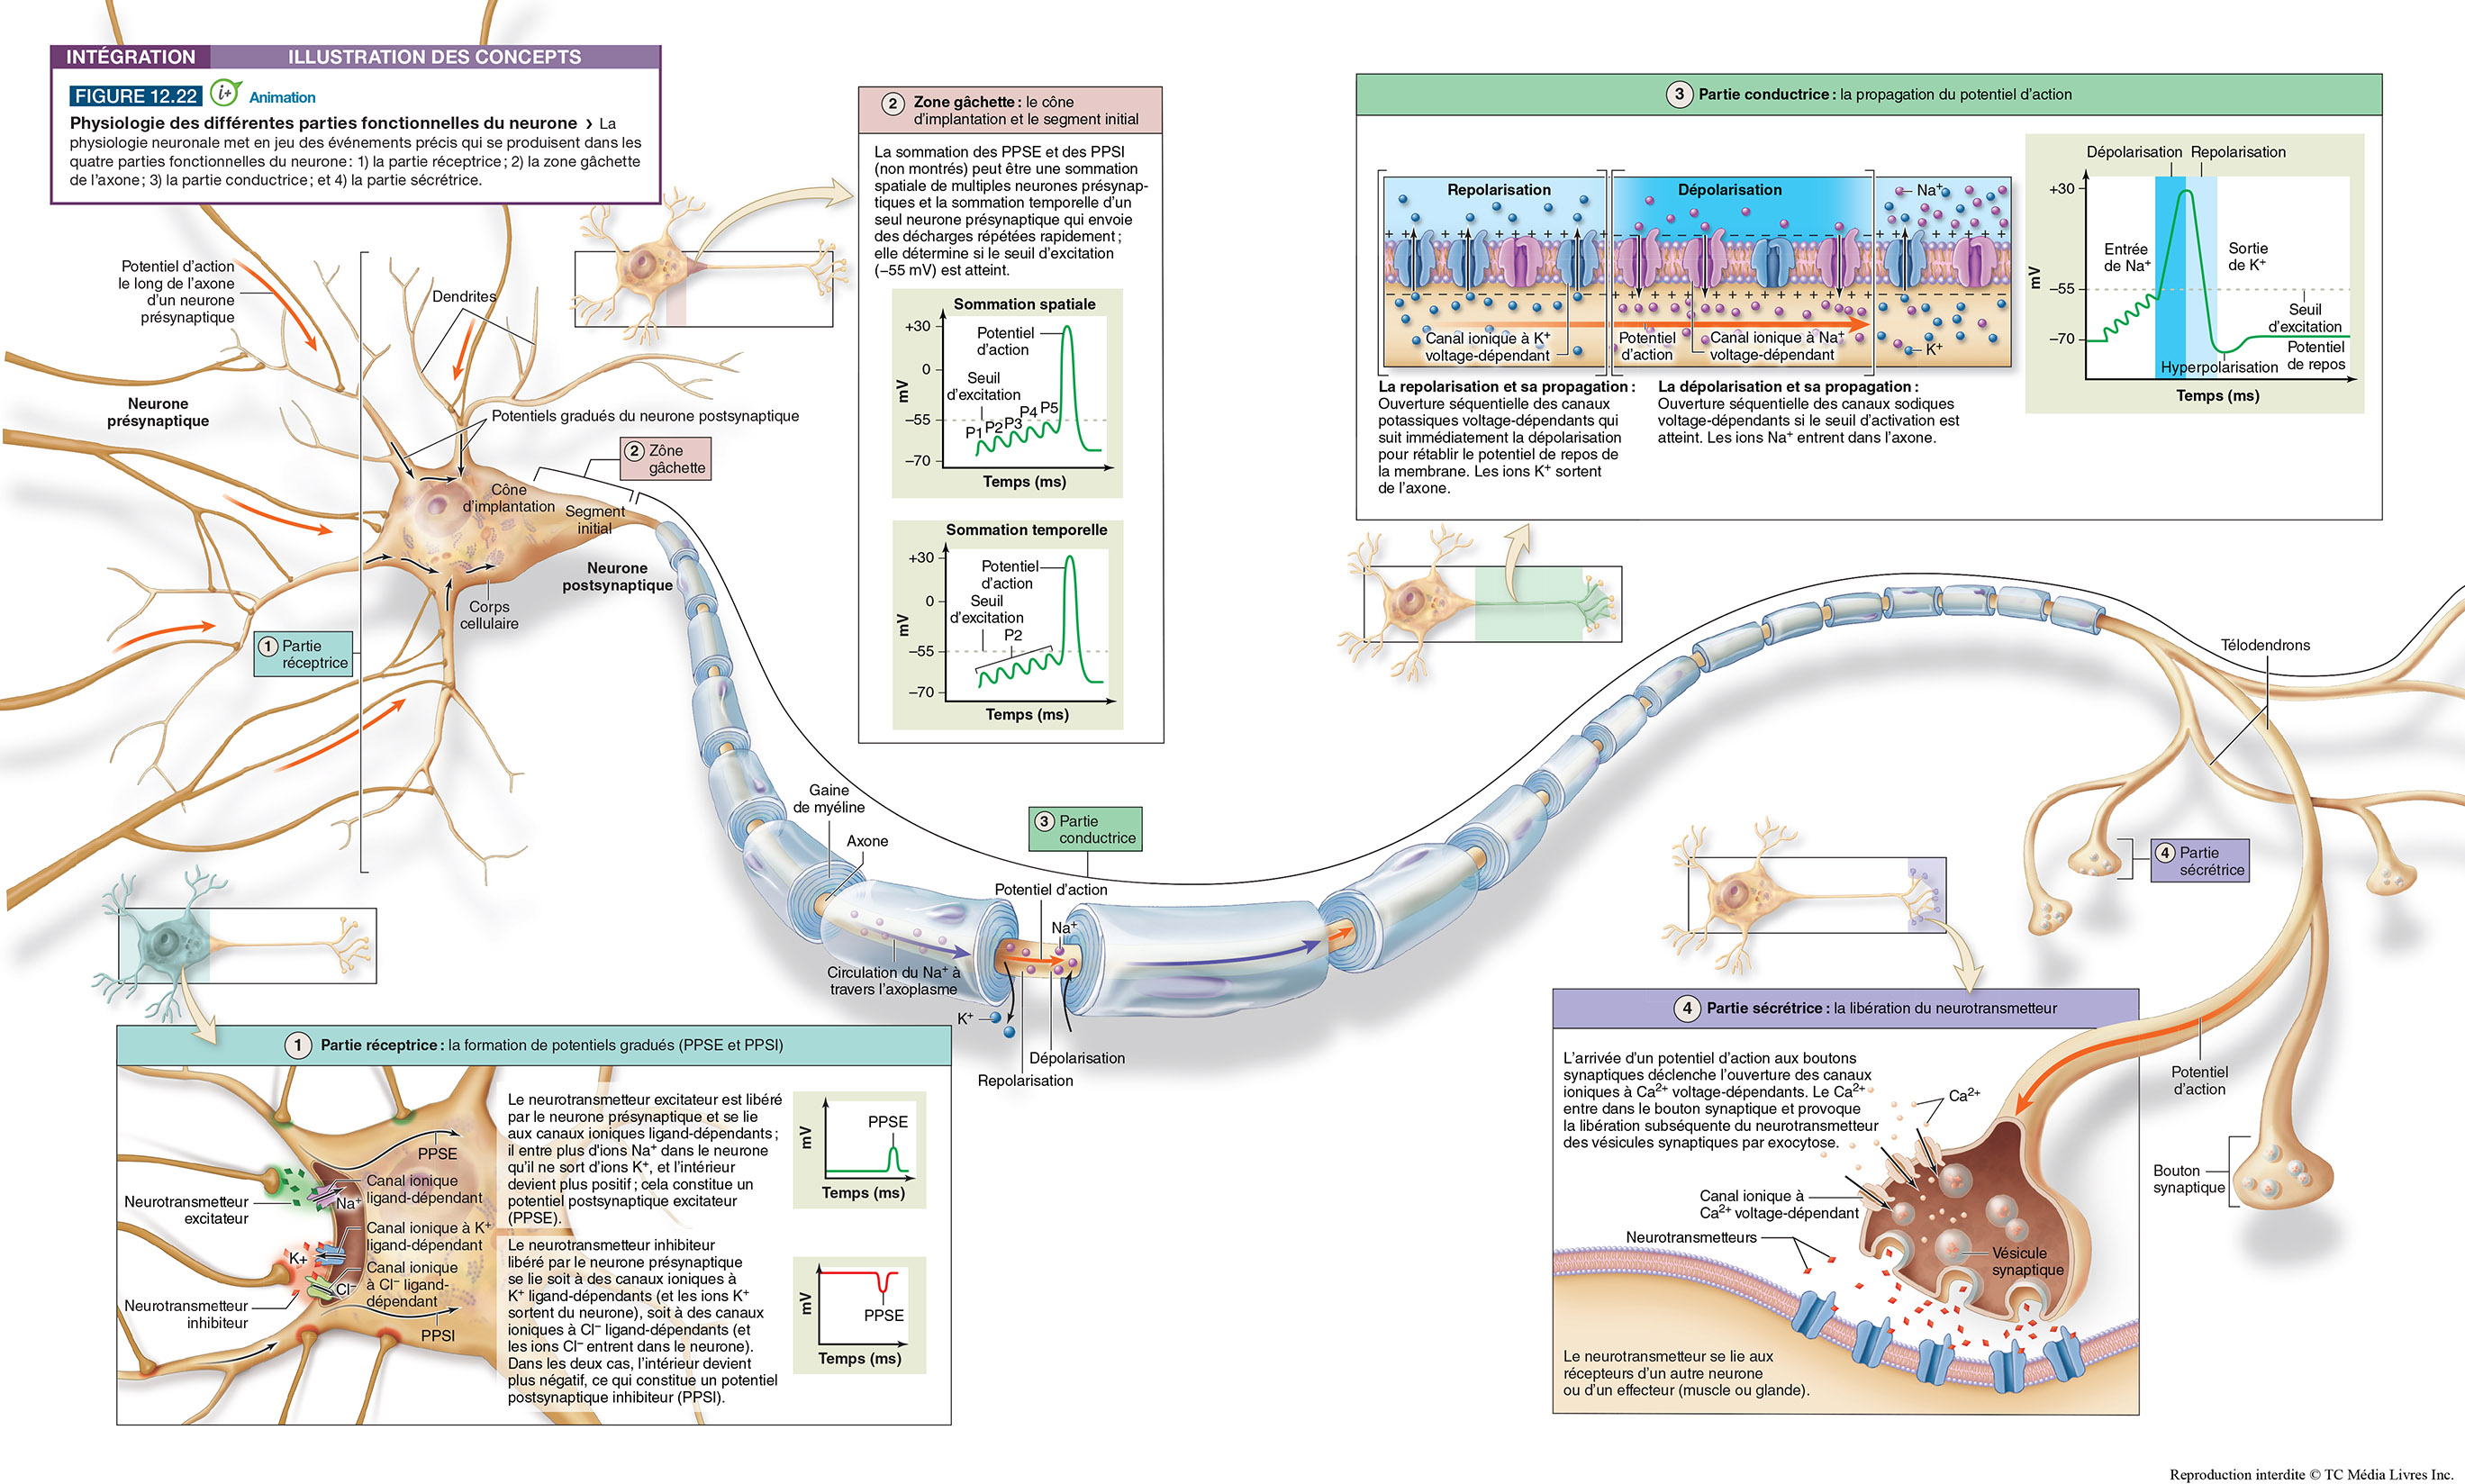 INTÉGRATION
ILLUSTRATION DES CONCEPTS
FIGURE 12.22
i+
Animation
Physiologie des différentes parties fonctionnelles du neurone › La
physiologie neuronale met en jeu des événements précis qui se produisent dans les
quatre parties fonctionnelles du neurone : 1) la partie réceptrice ; 2) la zone gâchette
de l'axone ; 3) la partie conductrice ; et 4) la partie sécrétrice.
Potentiel d'action
le long de l'axone
d'un neurone
présynaptique
Dendrites
Neurone
présynaptique
Potentiels gradués du neurone postsynaptique
2 Zône
gâchette
Cône
d'implantation
Segment
initial
Neurone
postsynaptique
Corps
cellulaire
1 Partie
réceptrice
2 Zone gâchette : le cône
d'implantation et le segment initial
La sommation des PPSE et des PPSI
(non montrés) peut être une sommation
spatiale de multiples neurones présynap-
tiques et la sommation temporelle d'un
seul neurone présynaptique qui envoie
des décharges répétées rapidement ;
elle détermine si le seuil d'excitation
(−55 mV) est atteint.
Sommation spatiale
+30
Potentiel
d'action
0
Seuil
d'excitation
mV
−55
P1 P2 P3 P4 P5
−70
Temps (ms)
Sommation temporelle
+30
Potentiel
d'action
0
Seuil
d'excitation
mV
P2
−55
−70
Temps (ms)
3 Partie conductrice : la propagation du potentiel d'action
Repolarisation
Dépolarisation
Na⁺
Canal ionique à K⁺
voltage-dépendant
Potentiel
d'action
Canal ionique à Na⁺
voltage-dépendant
K⁺
La repolarisation et sa propagation :
Ouverture séquentielle des canaux
potassiques voltage-dépendants qui
suit immédiatement la dépolarisation
pour rétablir le potentiel de repos de
la membrane. Les ions K⁺ sortent
de l'axone.
La dépolarisation et sa propagation :
Ouverture séquentielle des canaux sodiques
voltage-dépendants si le seuil d'activation est
atteint. Les ions Na⁺ entrent dans l'axone.
Dépolarisation Repolarisation
+30
Entrée
de Na⁺
Sortie
de K⁺
mV
−55
Seuil
d'excitation
−70
Potentiel
de repos
Hyperpolarisation
Temps (ms)
Gaine
de myéline
Axone
3 Partie
conductrice
Potentiel d'action
Na⁺
Circulation du Na⁺ à
travers l'axoplasme
K⁺
Dépolarisation
Repolarisation
Télodendrons
4 Partie
sécrétrice
1 Partie réceptrice : la formation de potentiels gradués (PPSE et PPSI)
PPSE
Canal ionique
ligand-dépendant
Na⁺
Neurotransmetteur
excitateur
Canal ionique à K⁺
ligand-dépendant
K+
Canal ionique
à Cl⁻ ligand-
dépendant
Cl⁻
Neurotransmetteur
inhibiteur
PPSI
Le neurotransmetteur excitateur est libéré
par le neurone présynaptique et se lie
aux canaux ioniques ligand-dépendants ;
il entre plus d'ions Na⁺ dans le neurone
qu'il ne sort d'ions K⁺, et l'intérieur
devient plus positif ; cela constitue un
potentiel postsynaptique excitateur
(PPSE).
Le neurotransmetteur inhibiteur
libéré par le neurone présynaptique
se lie soit à des canaux ioniques à
K⁺ ligand-dépendants (et les ions K⁺
sortent du neurone), soit à des canaux
ioniques à Cl⁻ ligand-dépendants (et
les ions Cl⁻ entrent dans le neurone).
Dans les deux cas, l'intérieur devient
plus négatif, ce qui constitue un potentiel
postsynaptique inhibiteur (PPSI).
PPSE
mV
Temps (ms)
mV
PPSE
Temps (ms)
4 Partie sécrétrice : la libération du neurotransmetteur
L'arrivée d'un potentiel d'action aux boutons
synaptiques déclenche l'ouverture des canaux
ioniques à Ca²⁺ voltage-dépendants. Le Ca²⁺
entre dans le bouton synaptique et provoque
la libération subséquente du neurotransmetteur
des vésicules synaptiques par exocytose.
Ca²⁺
Potentiel
d'action
Canal ionique à
Ca²⁺ voltage-dépendant
Bouton
synaptique
Neurotransmetteurs
Vésicule
synaptique
Le neurotransmetteur se lie aux
récepteurs d'un autre neurone
ou d'un effecteur (muscle ou glande).
Reproduction interdite © TC Média Livres Inc.